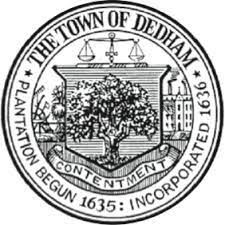 THE TOWN OF DEDHAM
PLANTATION BEGUN 1635: INCORPORATED 1636
CONTENTMENT